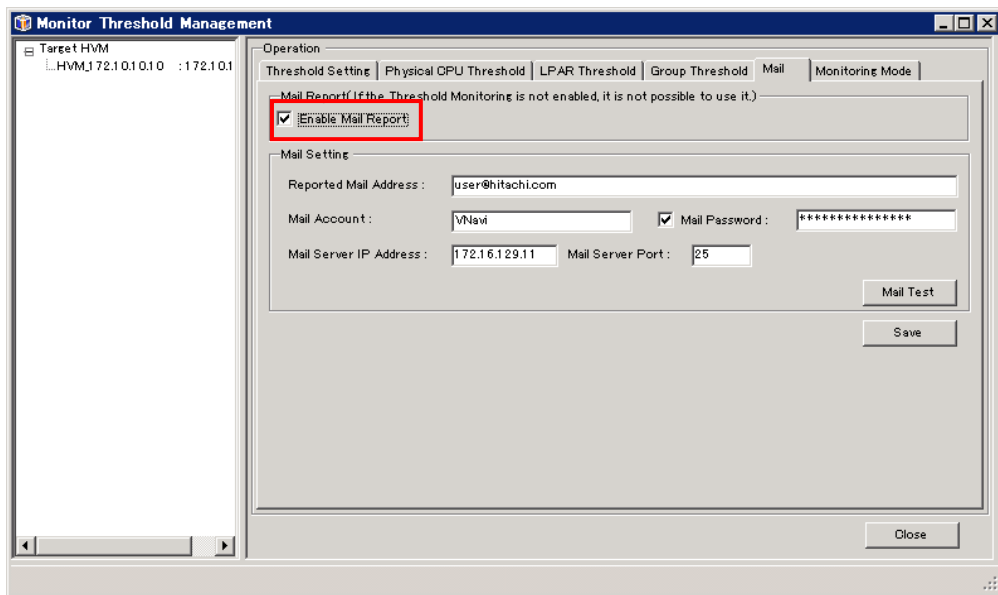 Monitor Threshold Management
Target HVM
HVM_172.10.10.10 :172.10.1
Operation
Threshold Setting Physical CPU Threshold LPAR Threshold Group Threshold Mail Monitoring Mode
Mail Report( If the Threshold Monitoring is not enabled, it is not possible to use it.)
Enable Mail Report
Mail Setting
Reported Mail Address : user@hitachi.com
Mail Account : VNavi Mail Password : ***************
Mail Server IP Address : 172.16.129.11 Mail Server Port : 25
Mail Test
Save
Close